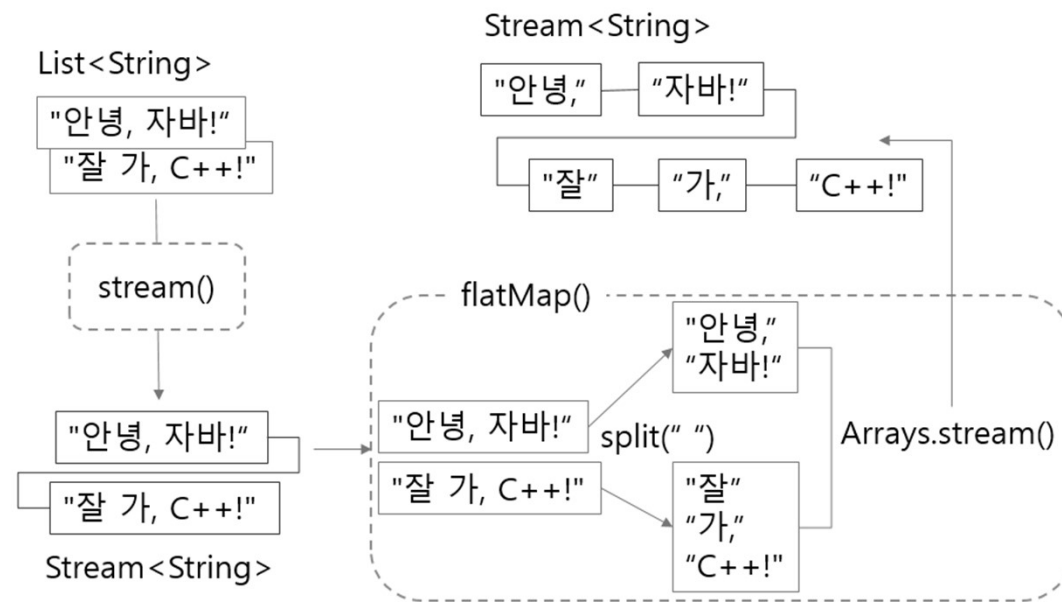 List<String>
"안녕, 자바!“
"잘 가, C++!"
stream()
"안녕, 자바!“
"잘 가, C++!"
Stream<String>
flatMap()
"안녕, 자바!“
"잘 가, C++!"
split(“ ”)
"안녕,”
“자바!“
"잘”
“가,”
“C++!"
Arrays.stream()
Stream<String>
"안녕,”
“자바!“
"잘”
“가,”
“C++!"